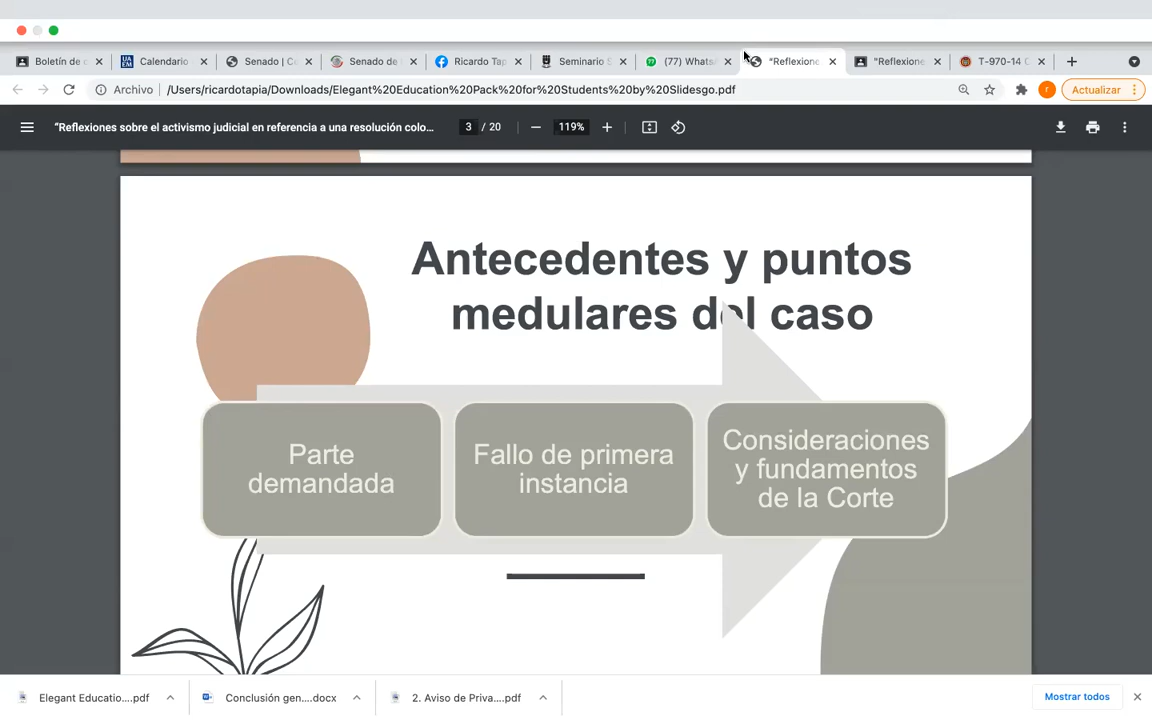 Boletín de c
UA
EM
Calendario
Senado | C
Senado de
Ricardo Tap
Seminario S
(77) Whats
"Reflexione
"Reflexione
T-970-14 C
Archivo
/Users/ricardotapia/Downloads/Elegant%20Education%20Pack%20for%20Students%20by%20Slidesgo.pdf
r
Actualizar
"Reflexiones sobre el activismo judicial en referencia a una resolución colo...
3 / 20
119%
Antecedentes y puntos
medulares del caso
Parte
demandada
Fallo de primera
instancia
Consideraciones
y fundamentos
de la Corte
Elegant Educatio....pdf
Conclusión gen....docx
2. Aviso de Priva....pdf
Mostrar todos